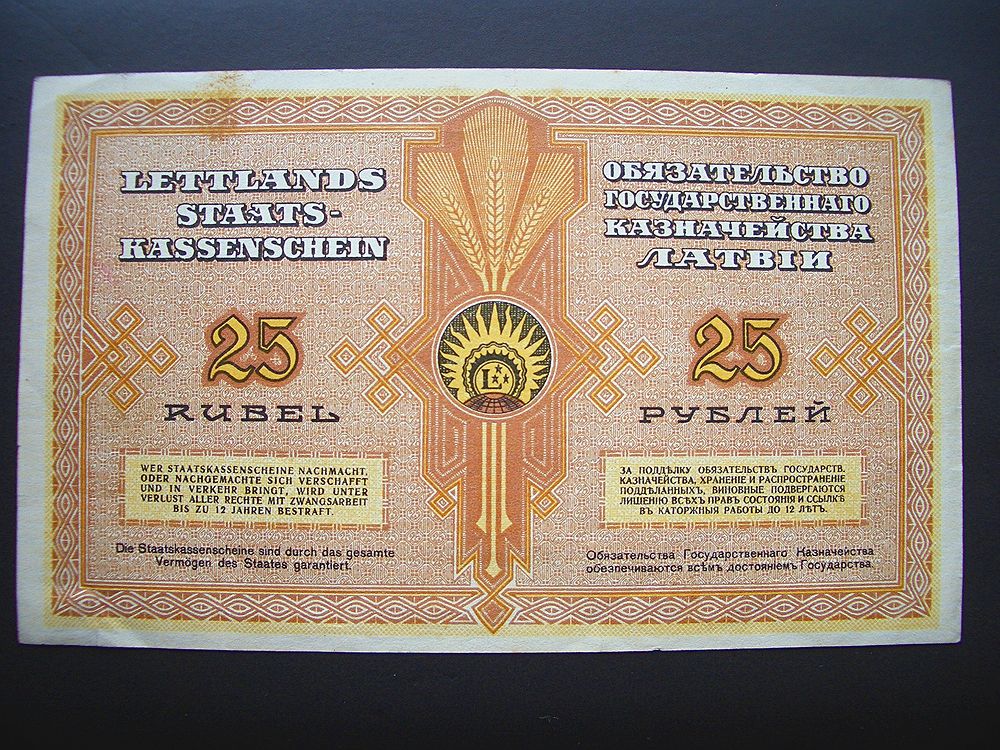 LETTLANDS
STAATS-
KASSENSCHEIN
25
RUBEL
WER STAATSKASSENSCHEINE NACHMACHT,
ODER NACHGEMACHTE SICH VERSCHAFFT
UND IN VERKEHR BRINGT, WIRD UNTER
VERLUST ALLER RECHTE MIT ZWANGSARBEIT
BIS ZU 12 JAHREN BESTRAFT.
Die Staatskassenscheine sind durch das gesamte
Vermögen des Staates garantiert.
L
ОБЯЗАТЕЛЬСТВО
ГОСУДАРСТВЕННАГО
КАЗНАЧЕЙСТВА
ЛАТВІИ
25
РУБЛЕЙ
ЗА ПОДДѢЛКУ ОБЯЗАТЕЛЬСТВЪ ГОСУДАРСТВ.
КАЗНАЧЕЙСТВА, ХРАНЕНІЕ И РАСПРОСТРАНЕНІЕ
ПОДДѢЛАННЫХЪ, ВИНОВНЫЕ ПОДВЕРГАЮТСЯ
ЛИШЕНІЮ ВСѢХЪ ПРАВЪ СОСТОЯНІЯ И ССЫЛКѢ
ВЪ КАТОРЖНЫЯ РАБОТЫ ДО 12 ЛѢТЪ.
Обязательства Государственнаго Казначейства
обезпечиваются всѣмъ достояніемъ Государства.